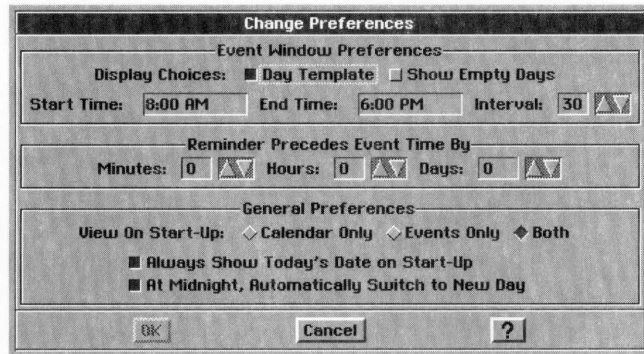 Change Preferences
Event Window Preferences
Display Choices: Day Template Show Empty Days
Start Time: 8:00 AM End Time: 6:00 PM Interval: 30
Reminder Precedes Event Time By
Minutes: 0 Hours: 0 Days: 0
General Preferences
View On Start-Up: Calendar Only Events Only Both
Always Show Today's Date on Start-Up
At Midnight, Automatically Switch to New Day
OK Cancel ?